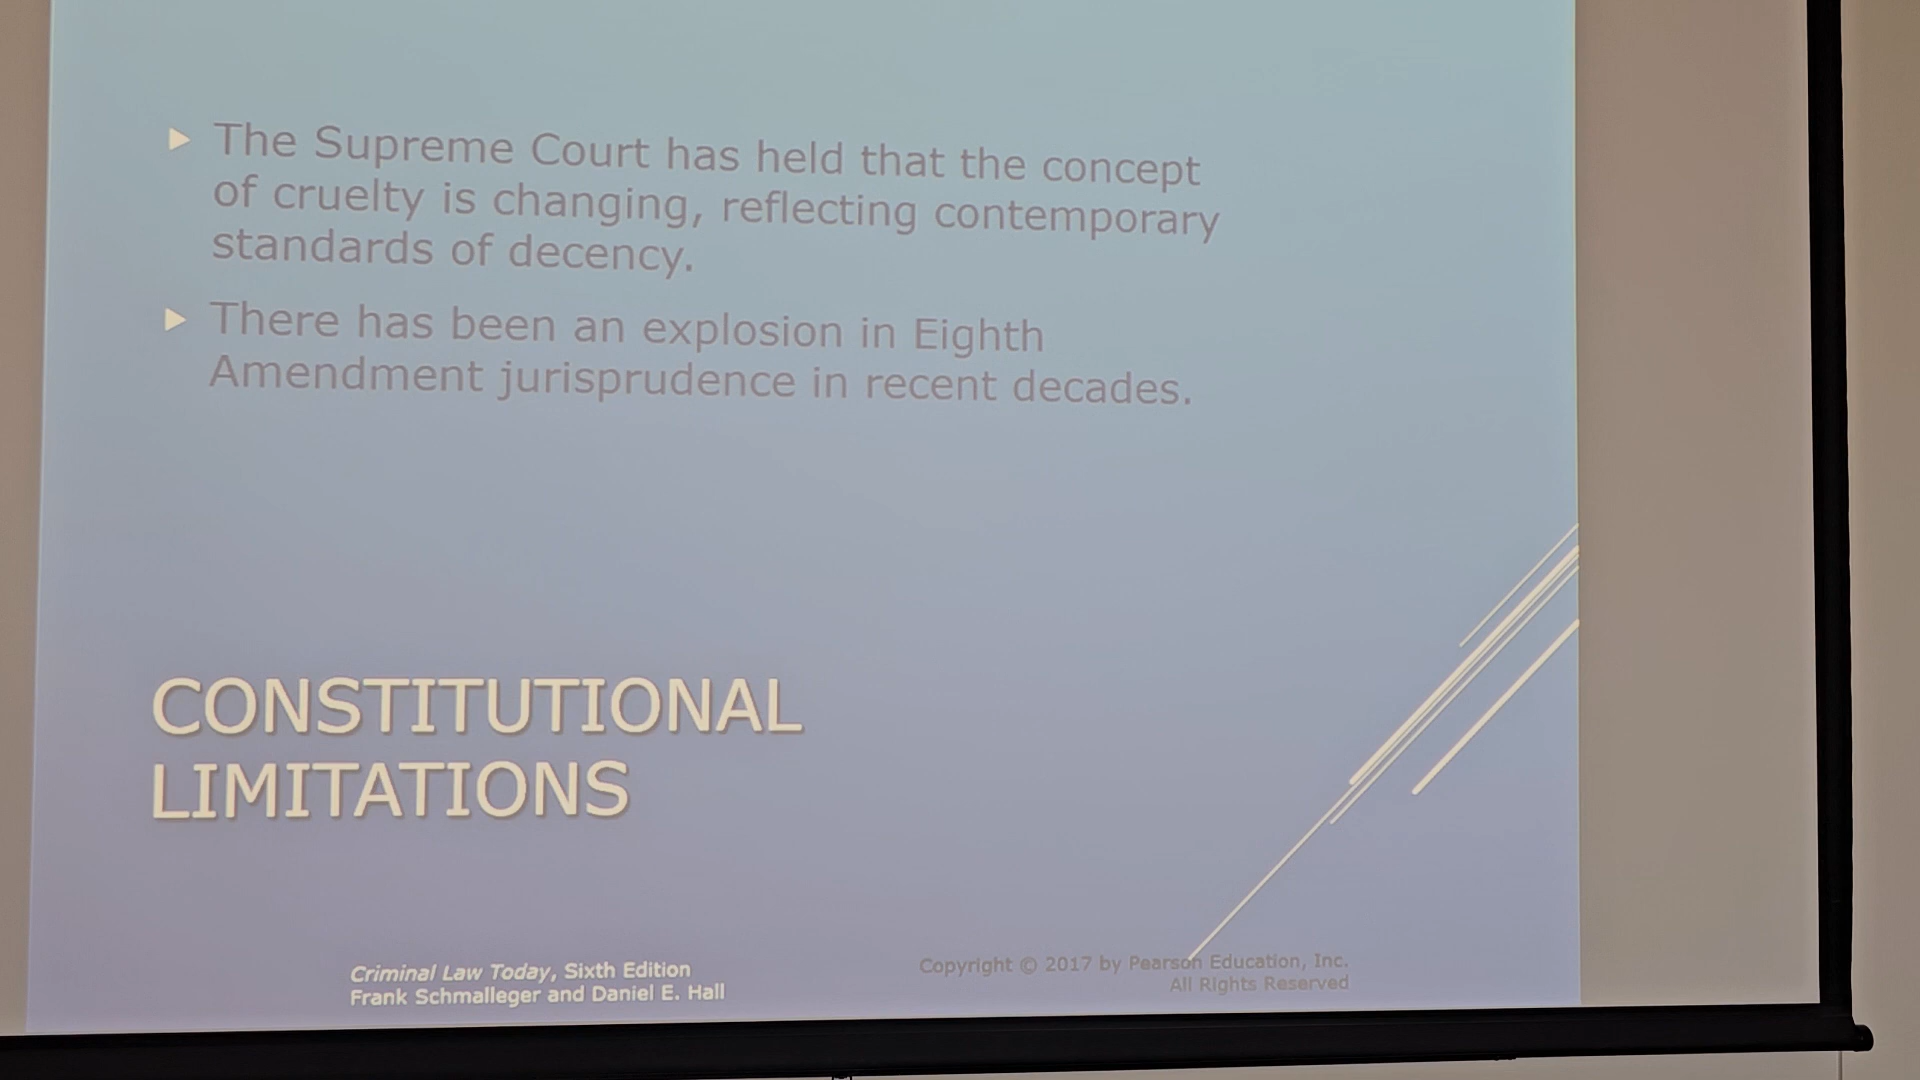 The Supreme Court has held that the concept
of cruelty is changing, reflecting contemporary
standards of decency.
There has been an explosion in Eighth
Amendment jurisprudence in recent decades.
CONSTITUTIONAL
LIMITATIONS
Criminal Law Today, Sixth Edition
Frank Schmalleger and Daniel E. Hall
Copyright © 2017 by Pearson Education, Inc.
All Rights Reserved